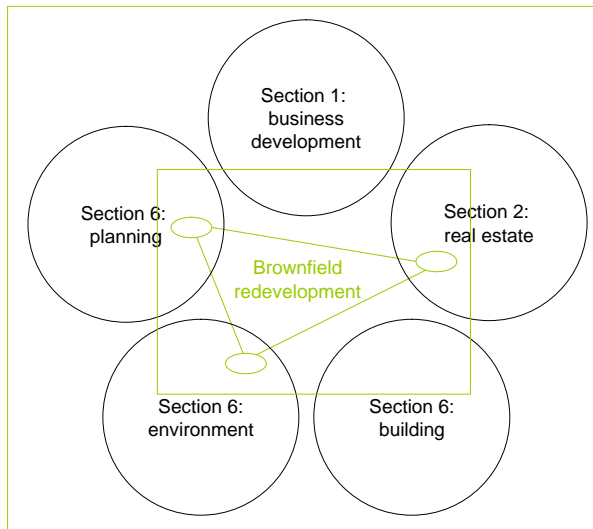 Section 1:
business
development
Section 6:
planning
Section 2:
real estate
Brownfield
redevelopment
Section 6:
environment
Section 6:
building